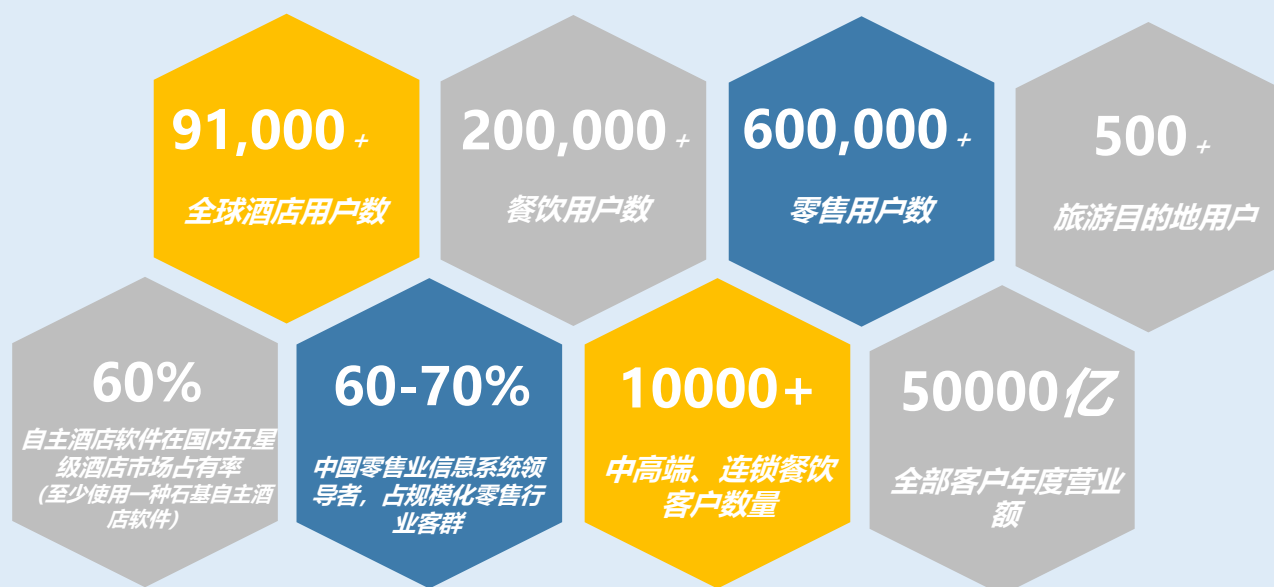 91,000 +
全球酒店用户数
200,000 +
餐饮用户数
600,000 +
零售用户数
500 +
旅游目的地用户
60%
自主酒店软件在国内五星
级酒店市场占有率
（至少使用一种石基自主酒
店软件）
60-70%
中国零售业信息系统领
导者，占规模化零售行
业客群
10000+
中高端、连锁餐饮
客户数量
50000亿
全部客户年度营业
额